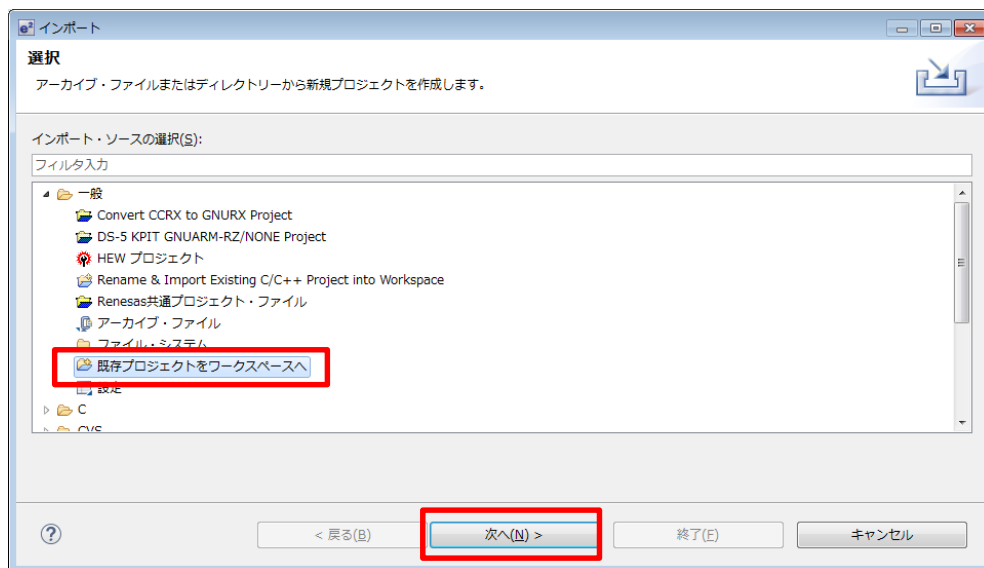 e² インポート
選択
アーカイブ・ファイルまたはディレクトリーから新規プロジェクトを作成します。
インポート・ソースの選択(S):
フィルタ入力
一般
Convert CCRX to GNURX Project
DS-5 KPIT GNUARM-RZ/NONE Project
HEW プロジェクト
Rename & Import Existing C/C++ Project into Workspace
Renesas共通プロジェクト・ファイル
アーカイブ・ファイル
ファイル・システム
既存プロジェクトをワークスペースへ
設定
C
CVS
< 戻る(B) 次へ(N) > 終了(F) キャンセル